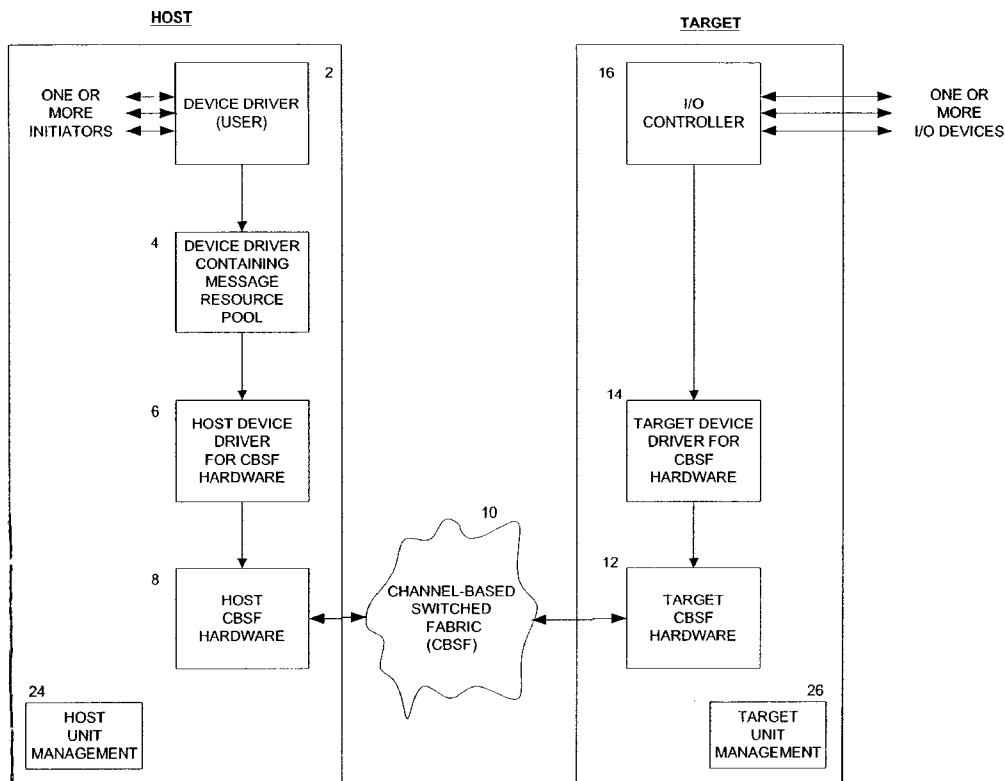 HOST
TARGET
2
16
ONE OR
MORE
INITIATORS
DEVICE DRIVER
(USER)
I/O
CONTROLLER
ONE OR
MORE
I/O DEVICES
4
DEVICE DRIVER
CONTAINING
MESSAGE
RESOURCE
POOL
6
HOST DEVICE
DRIVER
FOR CBSF
HARDWARE
14
TARGET DEVICE
DRIVER FOR
CBSF
HARDWARE
10
8
HOST
CBSF
HARDWARE
CHANNEL-BASED
SWITCHED
FABRIC
(CBSF)
12
TARGET
CBSF
HARDWARE
24
HOST
UNIT
MANAGEMENT
26
TARGET
UNIT
MANAGEMENT